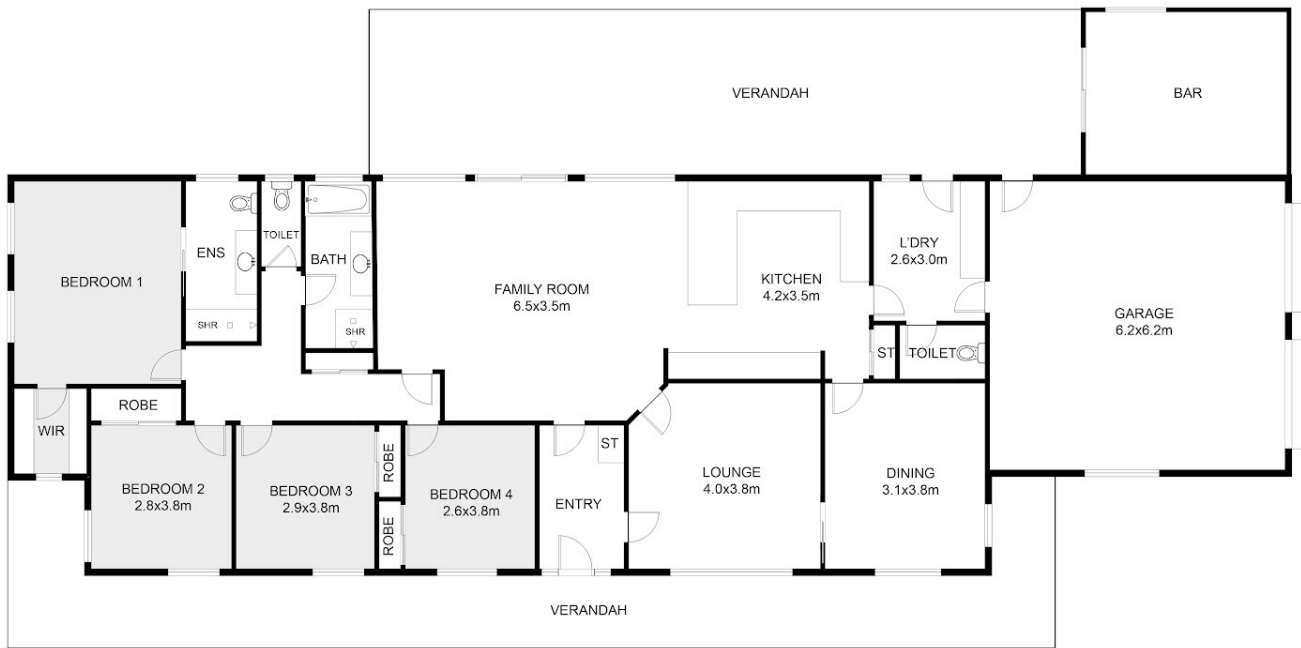 VERANDAH
BAR
BEDROOM 1
ENS
TOILET
BATH
SHR
SHR
FAMILY ROOM
6.5x3.5m
KITCHEN
4.2x3.5m
L'DRY
2.6x3.0m
GARAGE
6.2x6.2m
ST
TOILET
ROBE
WIR
BEDROOM 2
2.8x3.8m
BEDROOM 3
2.9x3.8m
ROBE
ROBE
BEDROOM 4
2.6x3.8m
ST
ENTRY
LOUNGE
4.0x3.8m
DINING
3.1x3.8m
VERANDAH